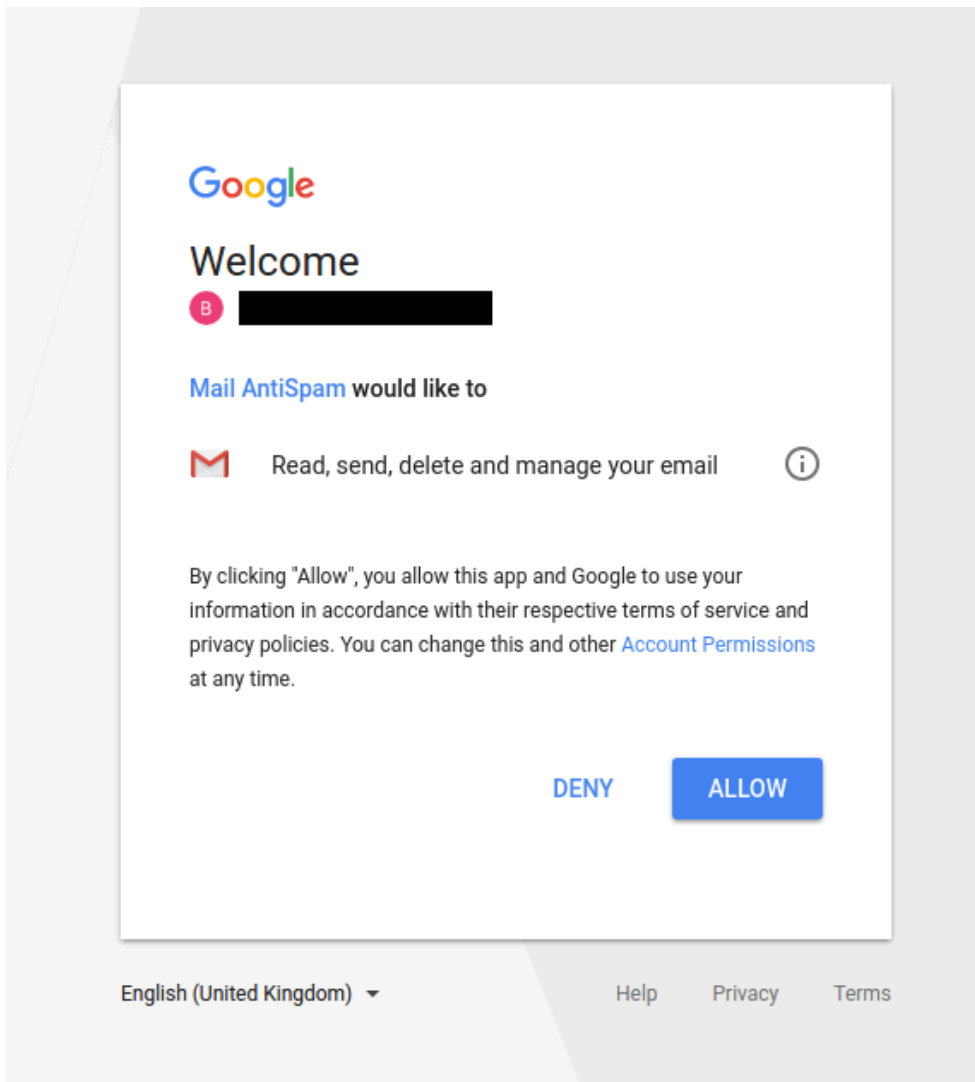 Google
Welcome
B
Mail AntiSpam would like to
Read, send, delete and manage your email
By clicking "Allow", you allow this app and Google to use your
information in accordance with their respective terms of service and
privacy policies. You can change this and other Account Permissions
at any time.
DENY ALLOW
English (United Kingdom) Help Privacy Terms